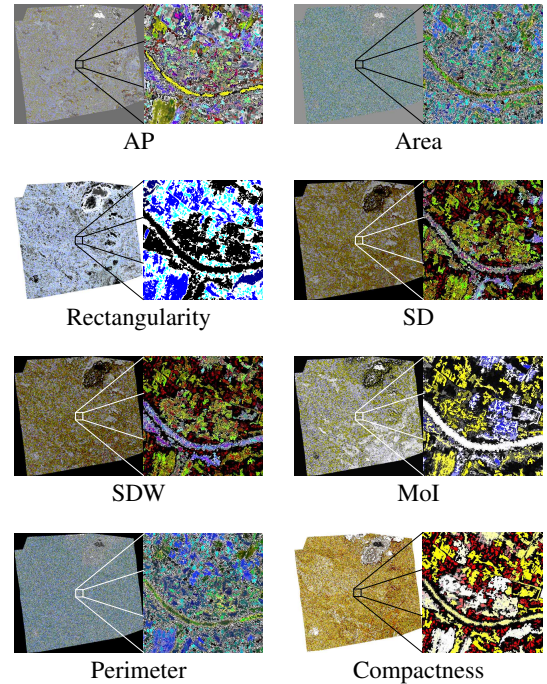 AP
Area
Rectangularity
SD
SDW
MoI
Perimeter
Compactness